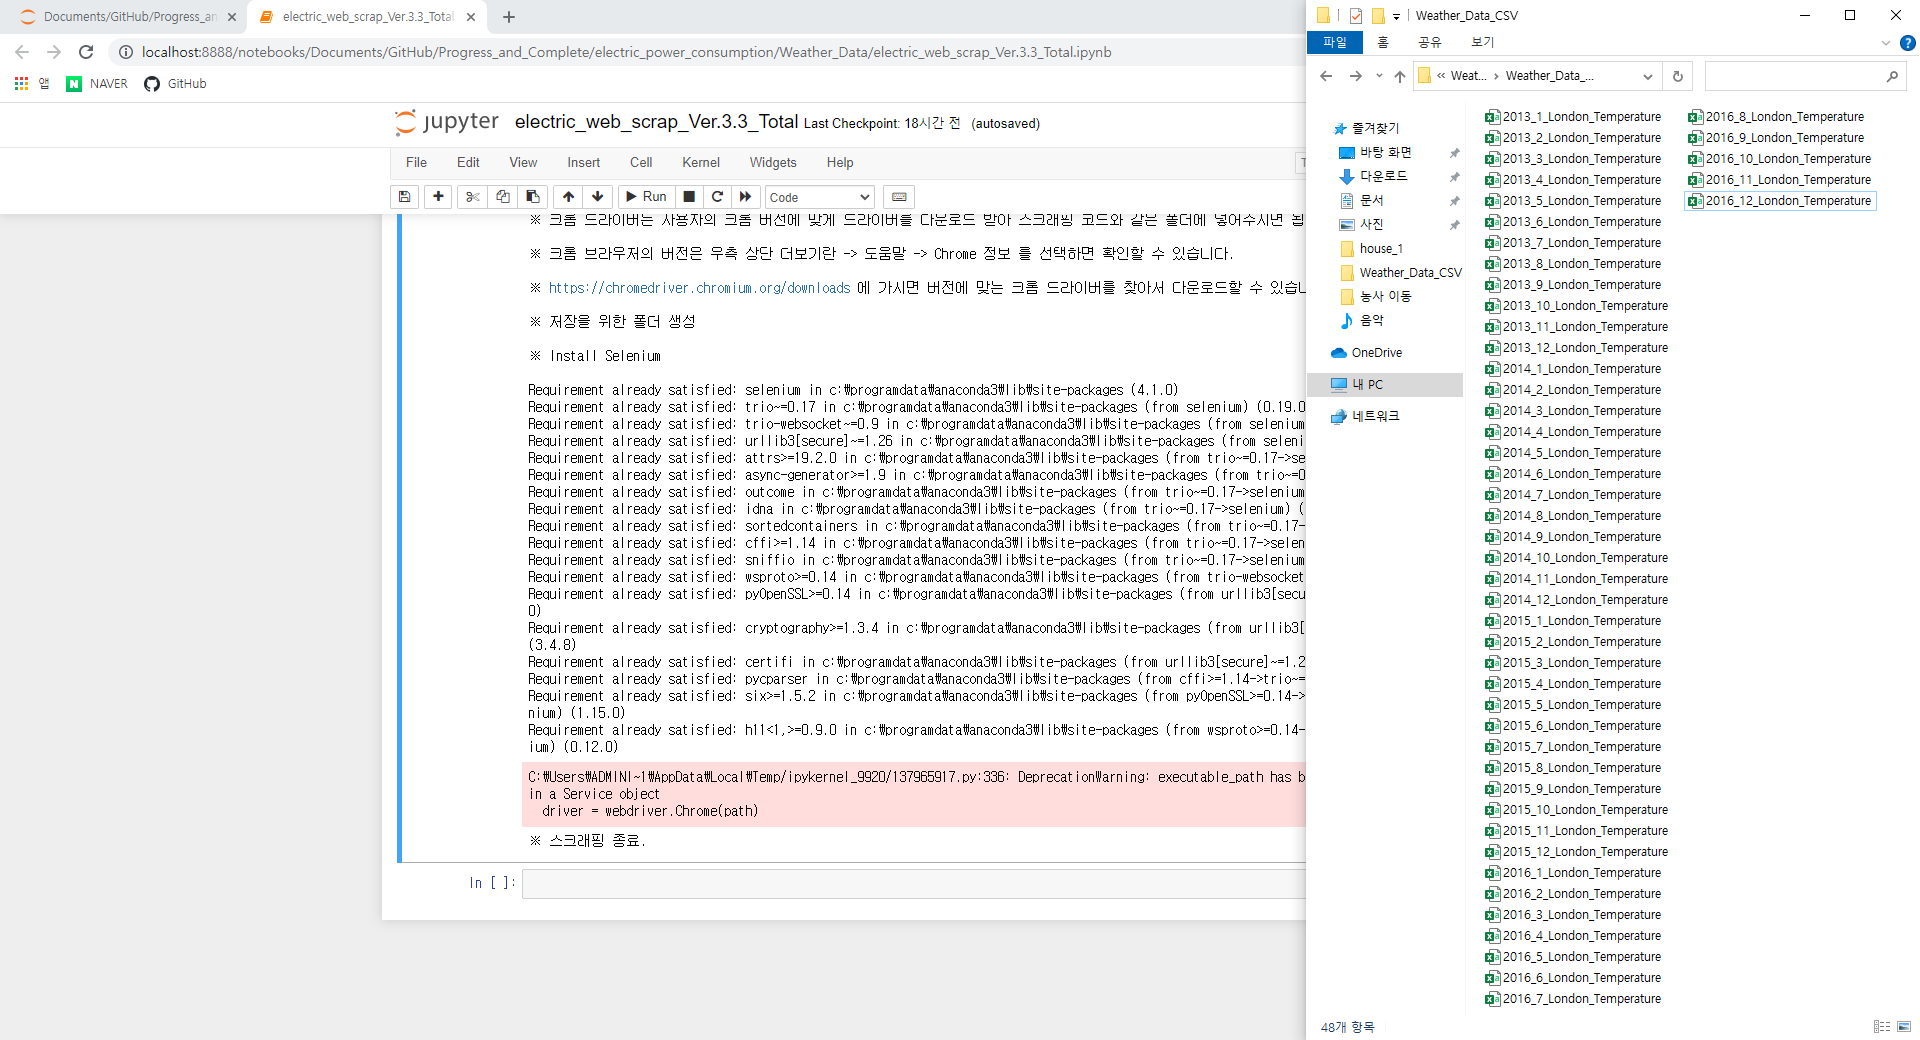 Documents/GitHub/Progress_an
electric_web_scrap_Ver.3.3_Total
localhost:8888/notebooks/Documents/GitHub/Progress_and_Complete/electric_power_consumption/Weather_Data/electric_web_scrap_Ver.3.3_Total.ipynb
앱 NAVER GitHub
jupyter electric_web_scrap_Ver.3.3_Total Last Checkpoint: 18시간 전 (autosaved)
File Edit View Insert Cell Kernel Widgets Help
Run Code
※ 크롬 드라이버는 사용자의 크롬 버전에 맞게 드라이버를 다운로드 받아 스크래핑 코드와 같은 폴더에 넣어주시면 됩
※ 크롬 브라우저의 버전은 우측 상단 더보기란 -> 도움말 -> Chrome 정보 를 선택하면 확인할 수 있습니다.
※ https://chromedriver.chromium.org/downloads 에 가시면 버전에 맞는 크롬 드라이버를 찾아서 다운로드할 수 있습니
※ 저장을 위한 폴더 생성
※ Install Selenium
Requirement already satisfied: selenium in c:₩programdata₩anaconda3₩lib₩site-packages (4.1.0)
Requirement already satisfied: trio~=0.17 in c:₩programdata₩anaconda3₩lib₩site-packages (from selenium) (0.19.0
Requirement already satisfied: trio-websocket~=0.9 in c:₩programdata₩anaconda3₩lib₩site-packages (from selenium
Requirement already satisfied: urllib3[secure]~=1.26 in c:₩programdata₩anaconda3₩lib₩site-packages (from seleni
Requirement already satisfied: attrs>=19.2.0 in c:₩programdata₩anaconda3₩lib₩site-packages (from trio~=0.17->se
Requirement already satisfied: async-generator>=1.9 in c:₩programdata₩anaconda3₩lib₩site-packages (from trio~=0
Requirement already satisfied: outcome in c:₩programdata₩anaconda3₩lib₩site-packages (from trio~=0.17->selenium
Requirement already satisfied: idna in c:₩programdata₩anaconda3₩lib₩site-packages (from trio~=0.17->selenium) (
Requirement already satisfied: sortedcontainers in c:₩programdata₩anaconda3₩lib₩site-packages (from trio~=0.17-
Requirement already satisfied: cffi>=1.14 in c:₩programdata₩anaconda3₩lib₩site-packages (from trio~=0.17->selen
Requirement already satisfied: sniffio in c:₩programdata₩anaconda3₩lib₩site-packages (from trio~=0.17->selenium
Requirement already satisfied: wsproto>=0.14 in c:₩programdata₩anaconda3₩lib₩site-packages (from trio-websocket
Requirement already satisfied: pyOpenSSL>=0.14 in c:₩programdata₩anaconda3₩lib₩site-packages (from urllib3[secu
0)
Requirement already satisfied: cryptography>=1.3.4 in c:₩programdata₩anaconda3₩lib₩site-packages (from urllib3[
(3.4.8)
Requirement already satisfied: certifi in c:₩programdata₩anaconda3₩lib₩site-packages (from urllib3[secure]~=1.2
Requirement already satisfied: pycparser in c:₩programdata₩anaconda3₩lib₩site-packages (from cffi>=1.14->trio~=
Requirement already satisfied: six>=1.5.2 in c:₩programdata₩anaconda3₩lib₩site-packages (from pyOpenSSL>=0.14->
nium) (1.15.0)
Requirement already satisfied: h11<1,>=0.9.0 in c:₩programdata₩anaconda3₩lib₩site-packages (from wsproto>=0.14-
ium) (0.12.0)
C:₩Users₩ADMINI~1₩AppData₩Local₩Temp/ipykernel_9920/137965917.py:336: DeprecationWarning: executable_path has b
in a Service object
driver = webdriver.Chrome(path)
※ 스크래핑 종료.
In [ ]:
Weather_Data_CSV
파일 홈 공유 보기
« Weat... › Weather_Data_...
즐겨찾기
바탕 화면
다운로드
문서
사진
house_1
Weather_Data_CSV
농사 이동
음악
OneDrive
내 PC
네트워크
2013_1_London_Temperature
2013_2_London_Temperature
2013_3_London_Temperature
2013_4_London_Temperature
2013_5_London_Temperature
2013_6_London_Temperature
2013_7_London_Temperature
2013_8_London_Temperature
2013_9_London_Temperature
2013_10_London_Temperature
2013_11_London_Temperature
2013_12_London_Temperature
2014_1_London_Temperature
2014_2_London_Temperature
2014_3_London_Temperature
2014_4_London_Temperature
2014_5_London_Temperature
2014_6_London_Temperature
2014_7_London_Temperature
2014_8_London_Temperature
2014_9_London_Temperature
2014_10_London_Temperature
2014_11_London_Temperature
2014_12_London_Temperature
2015_1_London_Temperature
2015_2_London_Temperature
2015_3_London_Temperature
2015_4_London_Temperature
2015_5_London_Temperature
2015_6_London_Temperature
2015_7_London_Temperature
2015_8_London_Temperature
2015_9_London_Temperature
2015_10_London_Temperature
2015_11_London_Temperature
2015_12_London_Temperature
2016_1_London_Temperature
2016_2_London_Temperature
2016_3_London_Temperature
2016_4_London_Temperature
2016_5_London_Temperature
2016_6_London_Temperature
2016_7_London_Temperature
2016_8_London_Temperature
2016_9_London_Temperature
2016_10_London_Temperature
2016_11_London_Temperature
2016_12_London_Temperature
48개 항목